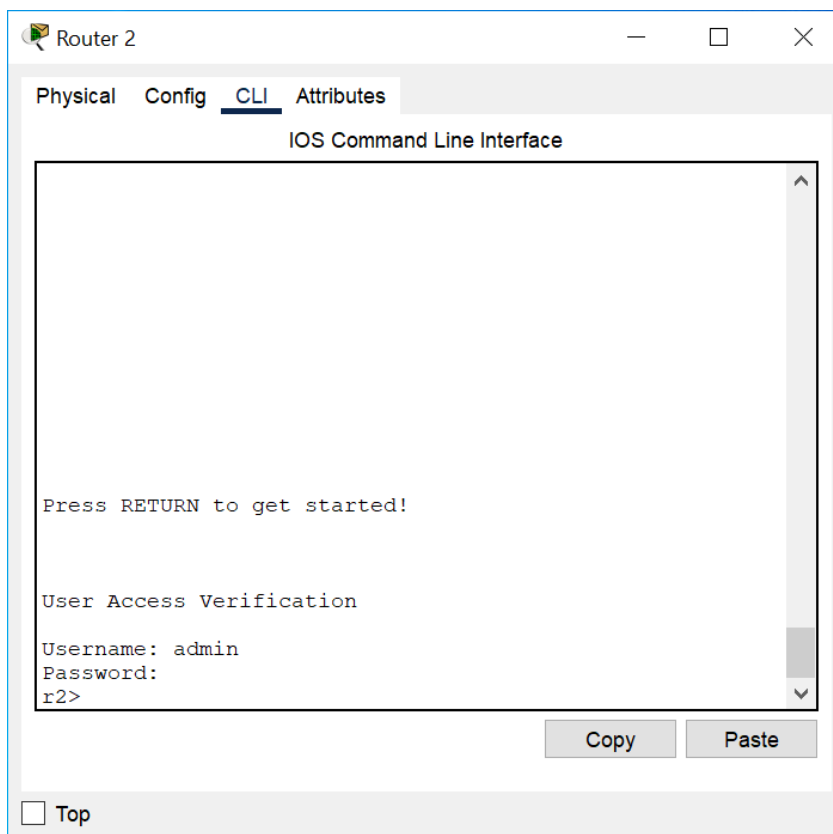 Router 2
Physical Config CLI Attributes
IOS Command Line Interface
Press RETURN to get started!
User Access Verification
Username: admin
Password:
r2>
Copy Paste
Top